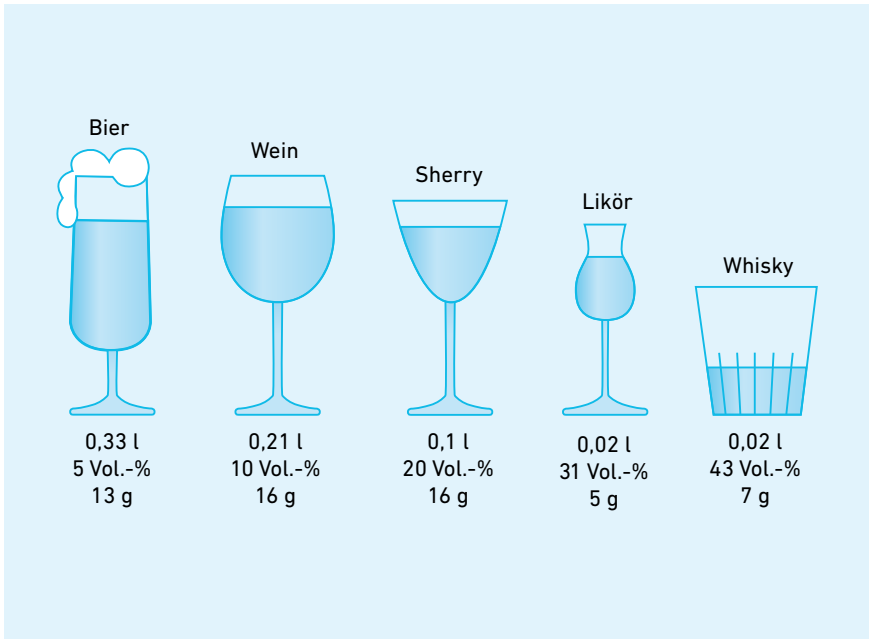 Bier
Wein
Sherry
Likör
Whisky
0,33 l
5 Vol.-%
13 g
0,21 l
10 Vol.-%
16 g
0,1 l
20 Vol.-%
16 g
0,02 l
31 Vol.-%
5 g
0,02 l
43 Vol.-%
7 g